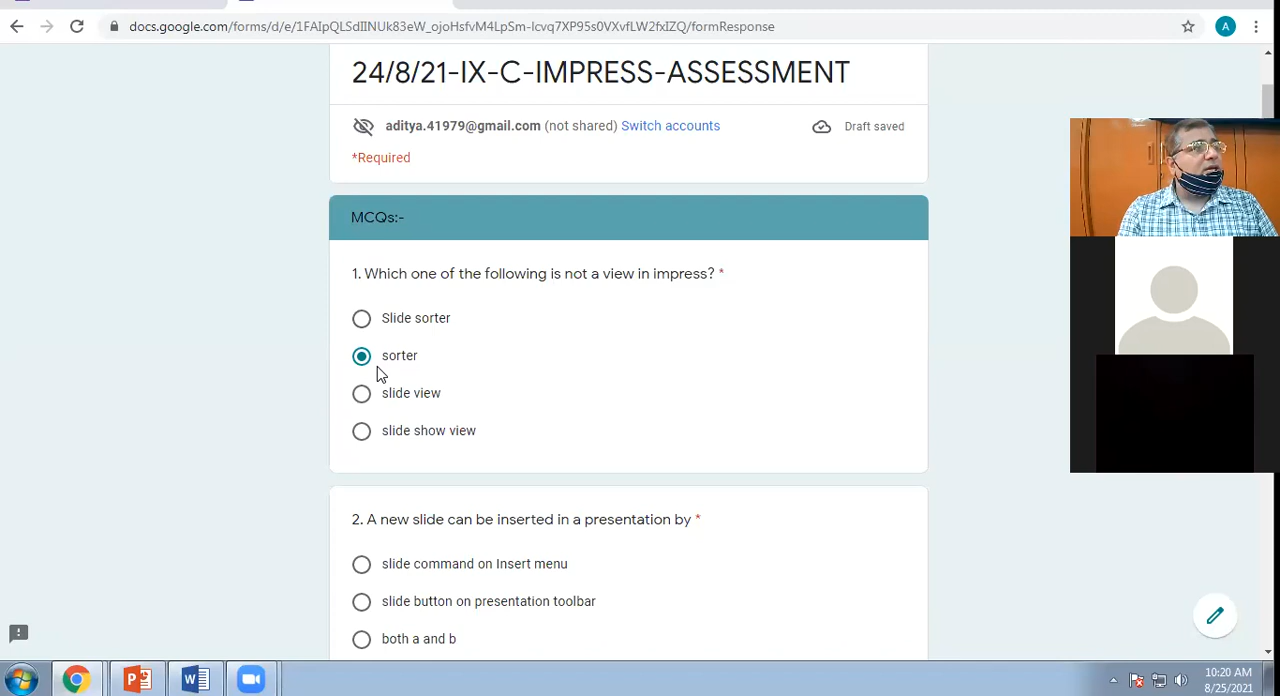 docs.google.com/forms/d/e/1FAIpQLSdIINUk83eW_ojoHsfvM4LpSm-lcvq7XP95s0VXvfLW2fxIZQ/formResponse
A
24/8/21-IX-C-IMPRESS-ASSESSMENT
aditya.41979@gmail.com (not shared) Switch accounts
Draft saved
*Required
MCQs:-
1. Which one of the following is not a view in impress? *
Slide sorter
sorter
slide view
slide show view
2. A new slide can be inserted in a presentation by *
slide command on Insert menu
slide button on presentation toolbar
both a and b
10:20 AM
8/25/2021